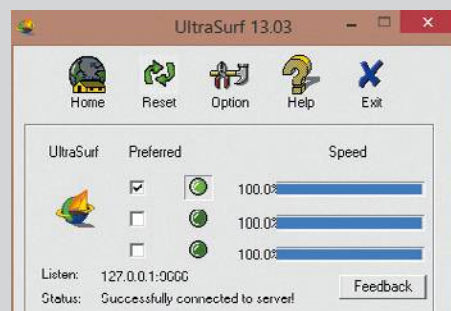 UltraSurf 13.03
Home Reset Option Help Exit
UltraSurf Preferred Speed
100.0%
100.0%
100.0%
Listen: 127.0.0.1:9666
Feedback
Status: Successfully connected to server!